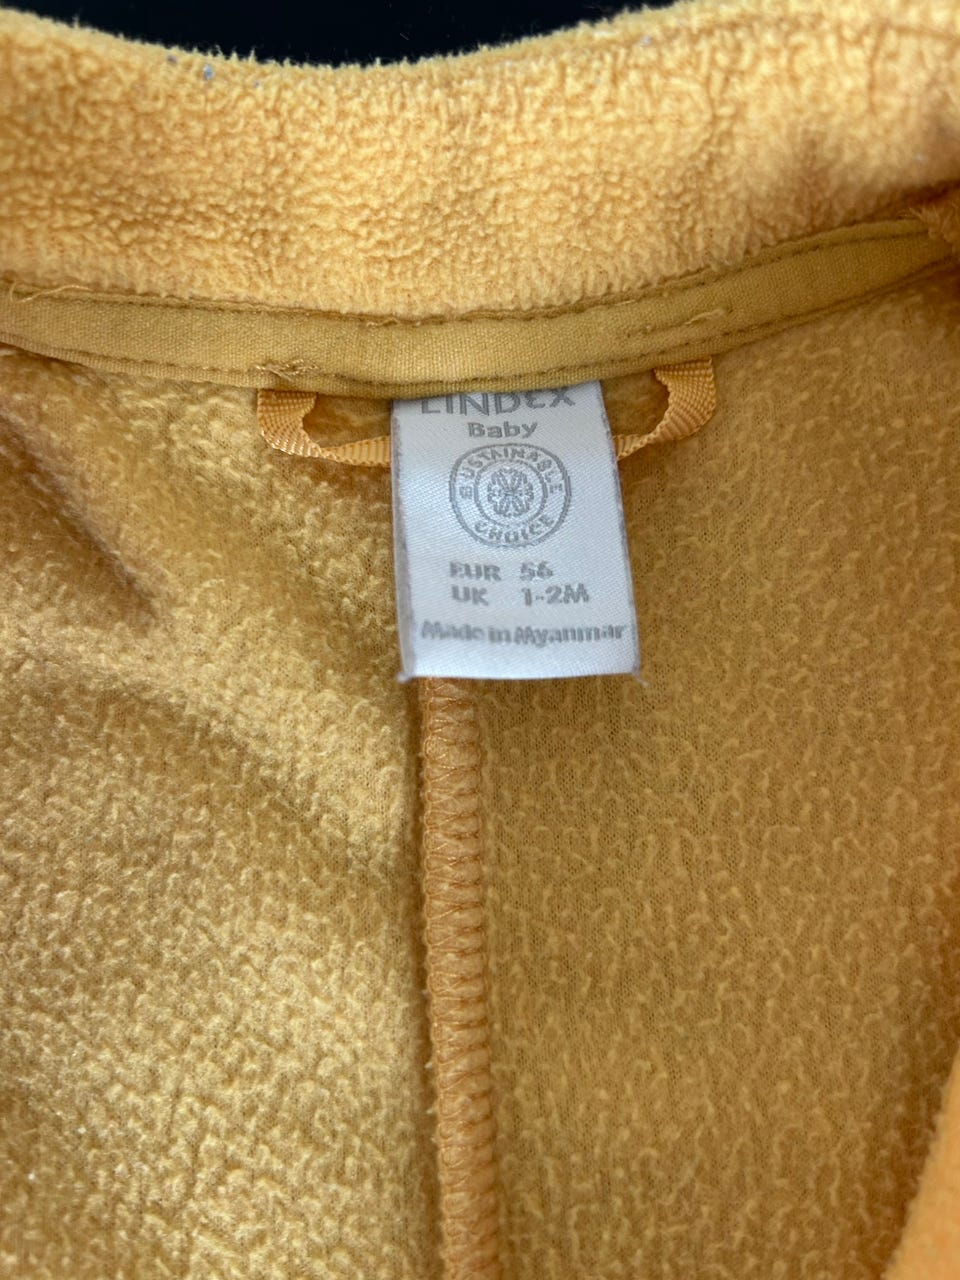 LINDEX
Baby
SUSTAINABLE
CHOICE
EUR 56
UK 1-2M
Made in Myanmar